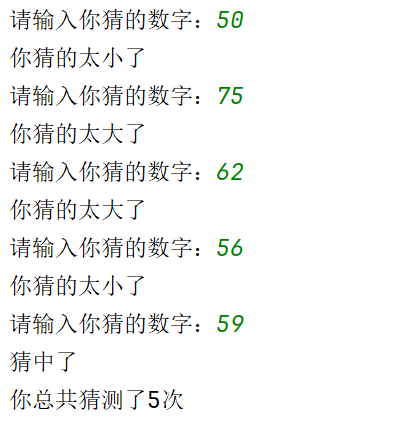 请输入你猜的数字：50
你猜的太小了
请输入你猜的数字：75
你猜的太大了
请输入你猜的数字：62
你猜的太大了
请输入你猜的数字：56
你猜的太小了
请输入你猜的数字：59
猜中了
你总共猜测了5次